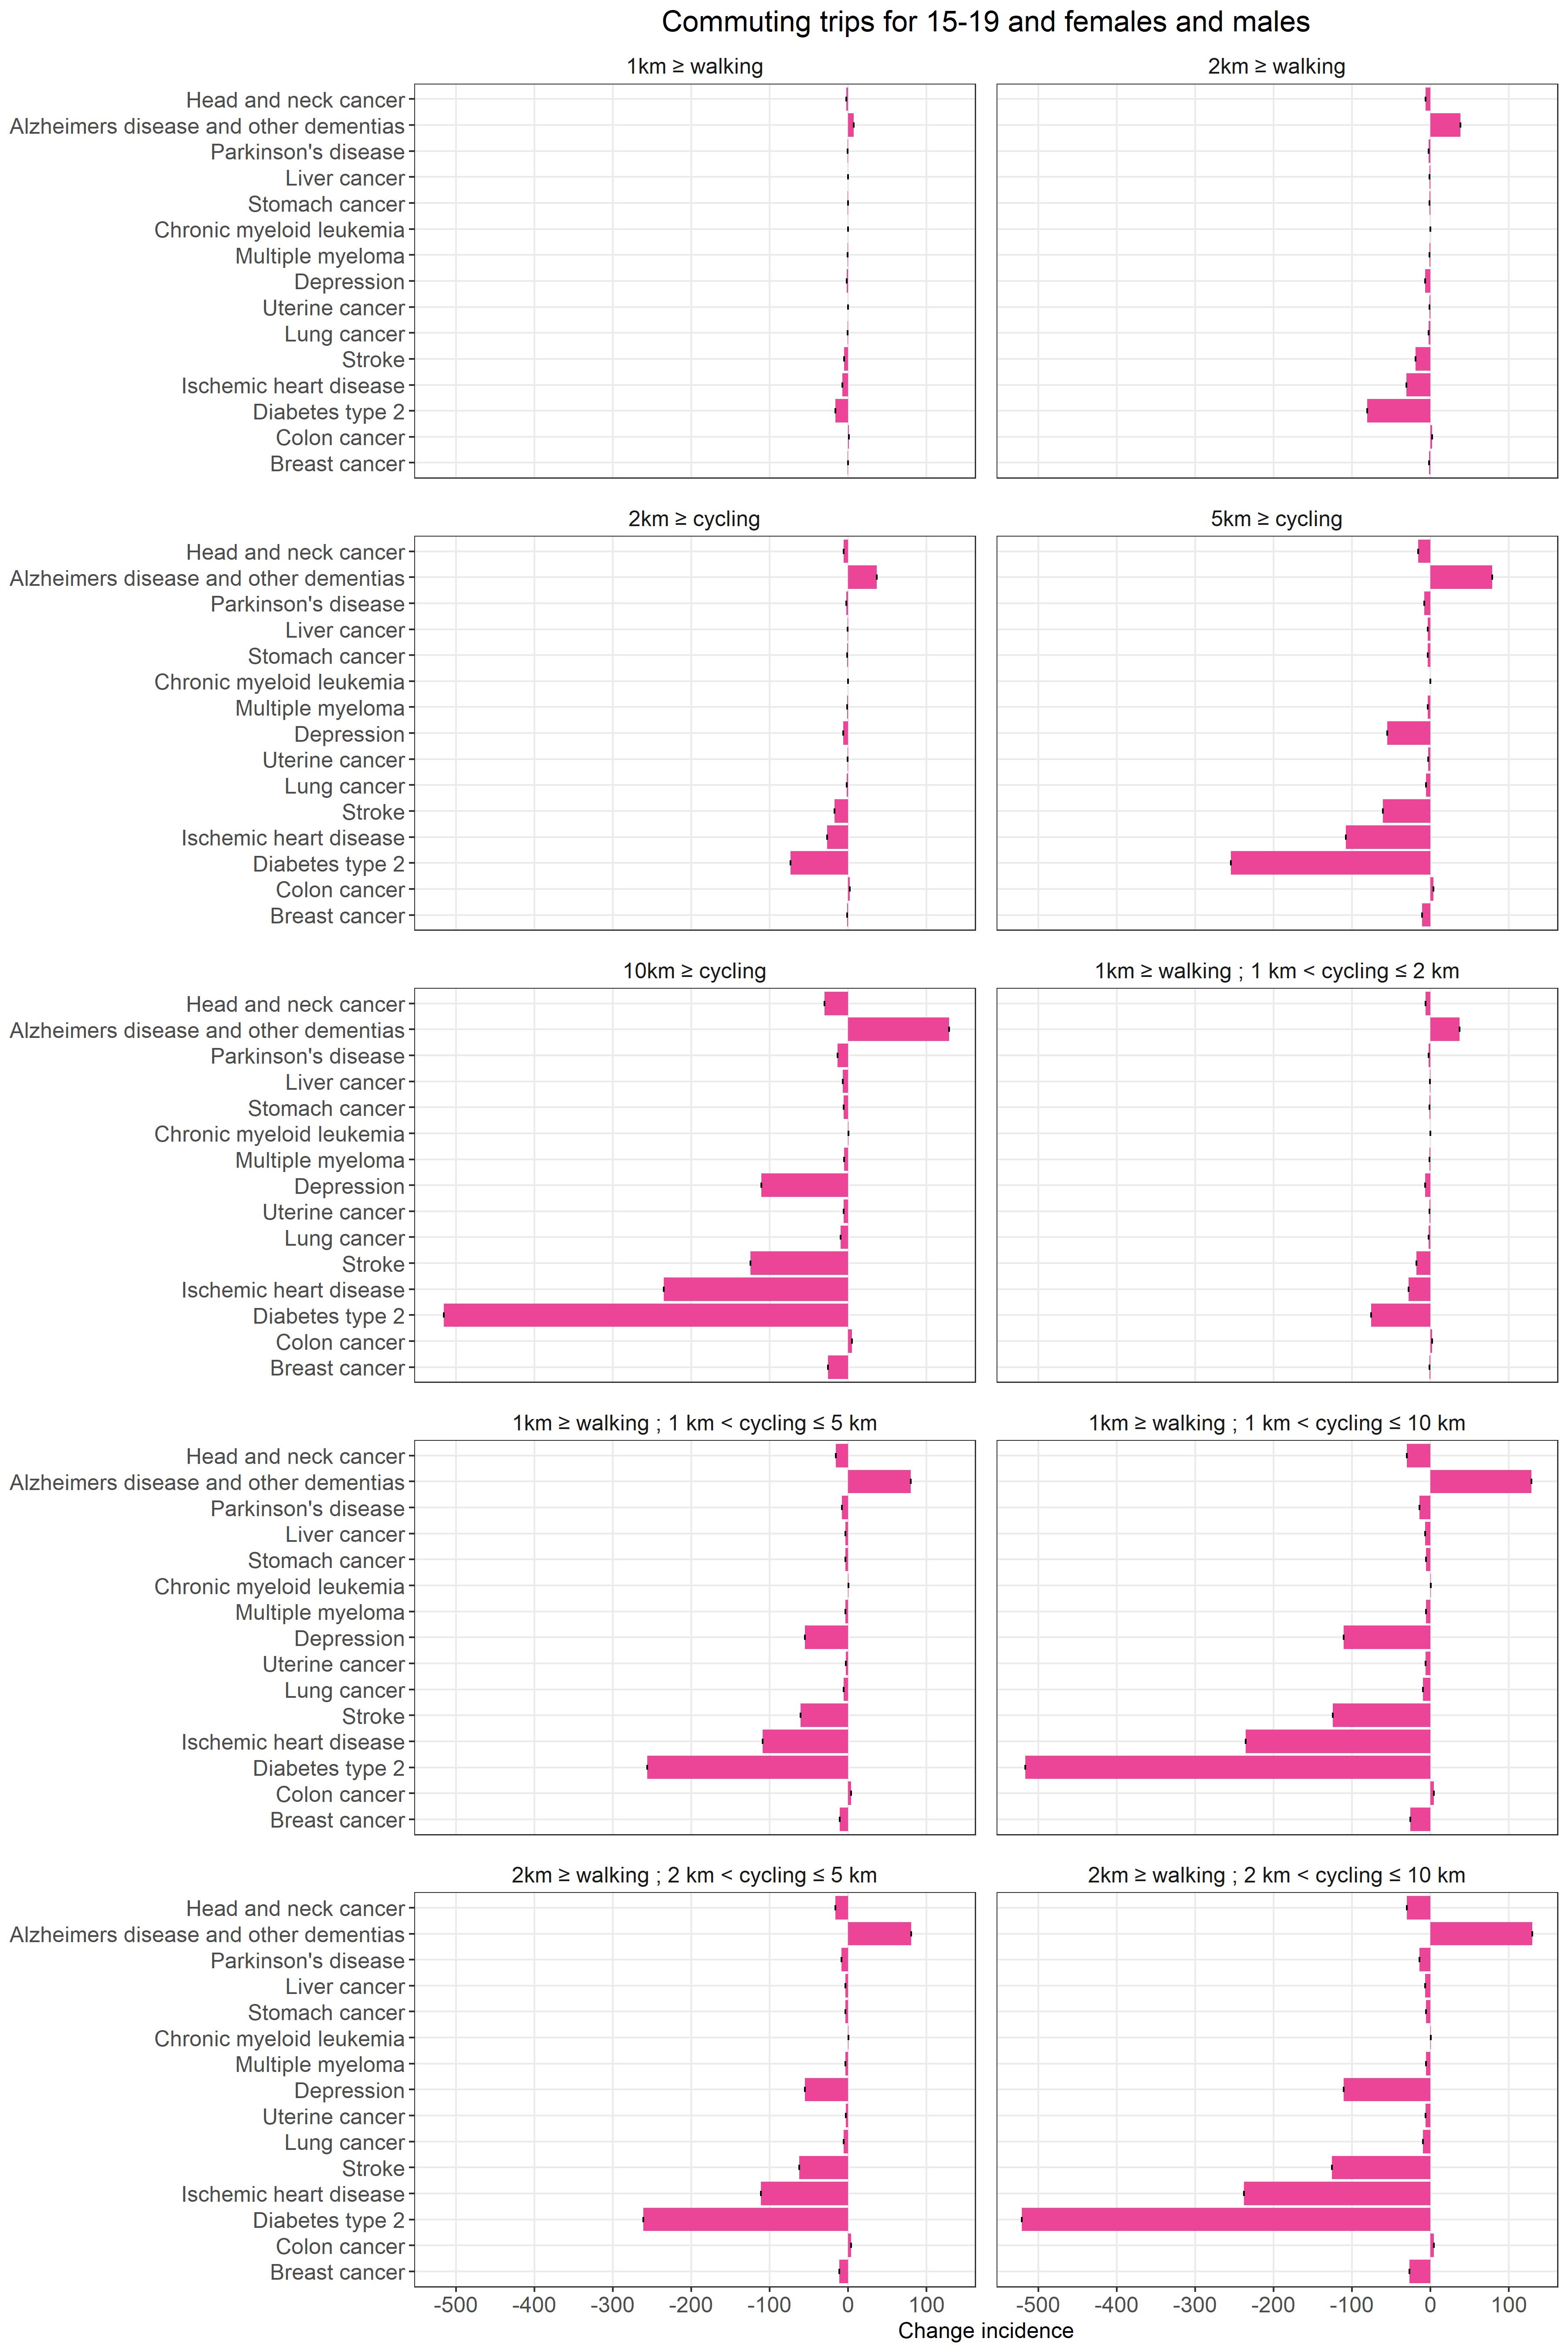 Commuting trips for 15-19 and females and males
1km ≥ walking
2km ≥ walking
Head and neck cancer
Alzheimers disease and other dementias
Parkinson's disease
Liver cancer
Stomach cancer
Chronic myeloid leukemia
Multiple myeloma
Depression
Uterine cancer
Lung cancer
Stroke
Ischemic heart disease
Diabetes type 2
Colon cancer
Breast cancer
2km ≥ cycling
5km ≥ cycling
Head and neck cancer
Alzheimers disease and other dementias
Parkinson's disease
Liver cancer
Stomach cancer
Chronic myeloid leukemia
Multiple myeloma
Depression
Uterine cancer
Lung cancer
Stroke
Ischemic heart disease
Diabetes type 2
Colon cancer
Breast cancer
10km ≥ cycling
1km ≥ walking ; 1 km < cycling ≤ 2 km
Head and neck cancer
Alzheimers disease and other dementias
Parkinson's disease
Liver cancer
Stomach cancer
Chronic myeloid leukemia
Multiple myeloma
Depression
Uterine cancer
Lung cancer
Stroke
Ischemic heart disease
Diabetes type 2
Colon cancer
Breast cancer
1km ≥ walking ; 1 km < cycling ≤ 5 km
1km ≥ walking ; 1 km < cycling ≤ 10 km
Head and neck cancer
Alzheimers disease and other dementias
Parkinson's disease
Liver cancer
Stomach cancer
Chronic myeloid leukemia
Multiple myeloma
Depression
Uterine cancer
Lung cancer
Stroke
Ischemic heart disease
Diabetes type 2
Colon cancer
Breast cancer
2km ≥ walking ; 2 km < cycling ≤ 5 km
2km ≥ walking ; 2 km < cycling ≤ 10 km
Head and neck cancer
Alzheimers disease and other dementias
Parkinson's disease
Liver cancer
Stomach cancer
Chronic myeloid leukemia
Multiple myeloma
Depression
Uterine cancer
Lung cancer
Stroke
Ischemic heart disease
Diabetes type 2
Colon cancer
Breast cancer
-500 -400 -300 -200 -100 0 100
-500 -400 -300 -200 -100 0 100
Change incidence